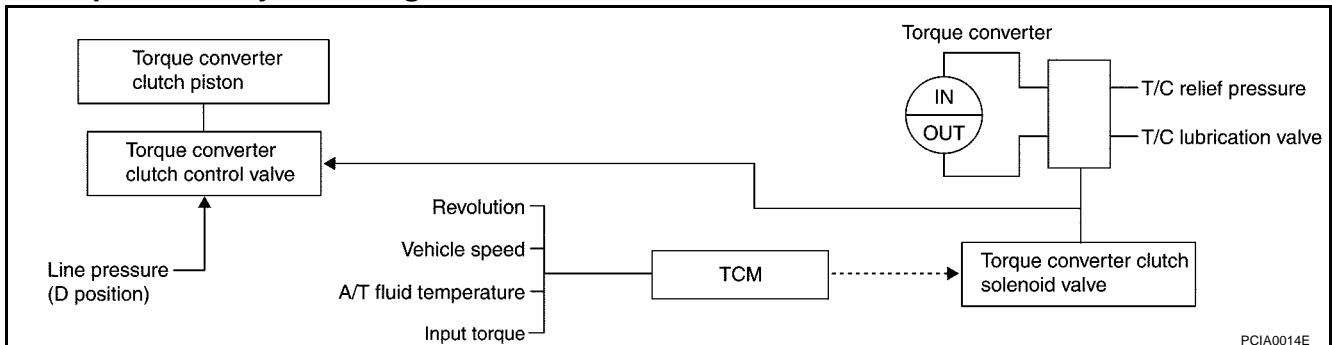 Torque converter
clutch piston
Torque converter
clutch control valve
Line pressure
(D position)
Revolution
Vehicle speed
A/T fluid temperature
Input torque
TCM
Torque converter
IN
OUT
T/C relief pressure
T/C lubrication valve
Torque converter clutch
solenoid valve
PCIA0014E